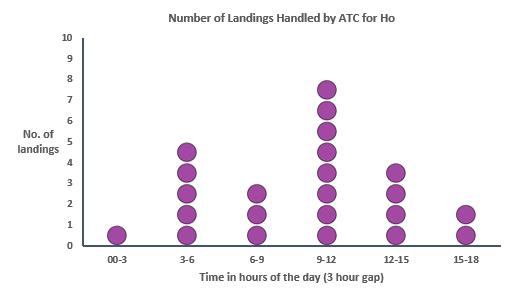 Number of Landings Handled by ATC for Ho
10
9
8
7
6
5
4
3
2
1
0
No. of
landings
00-3 3-6 6-9 9-12 12-15 15-18
Time in hours of the day (3 hour gap)